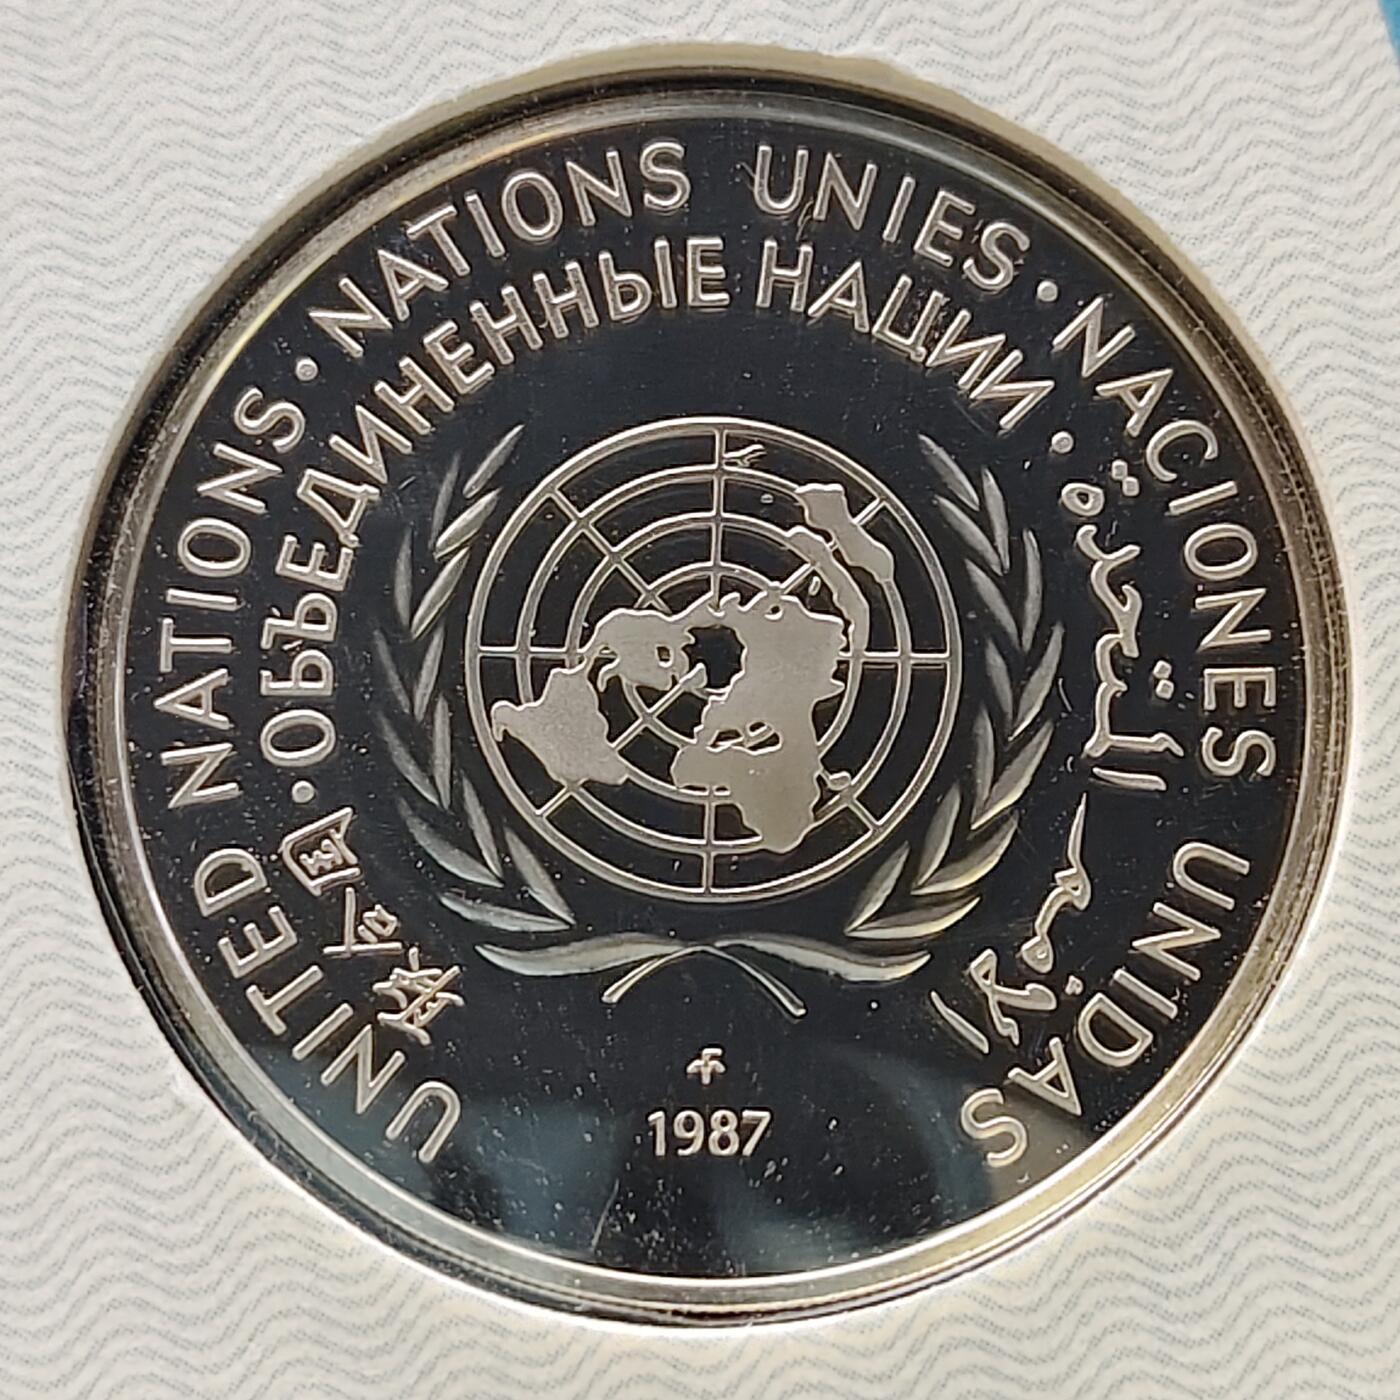 UNITED NATIONS · NATIONS UNIES · NACIONES UNIDAS
联合国 · ОБЪЕДИНЕННЫЕ НАЦИИ · الأمم المتحدة
1987